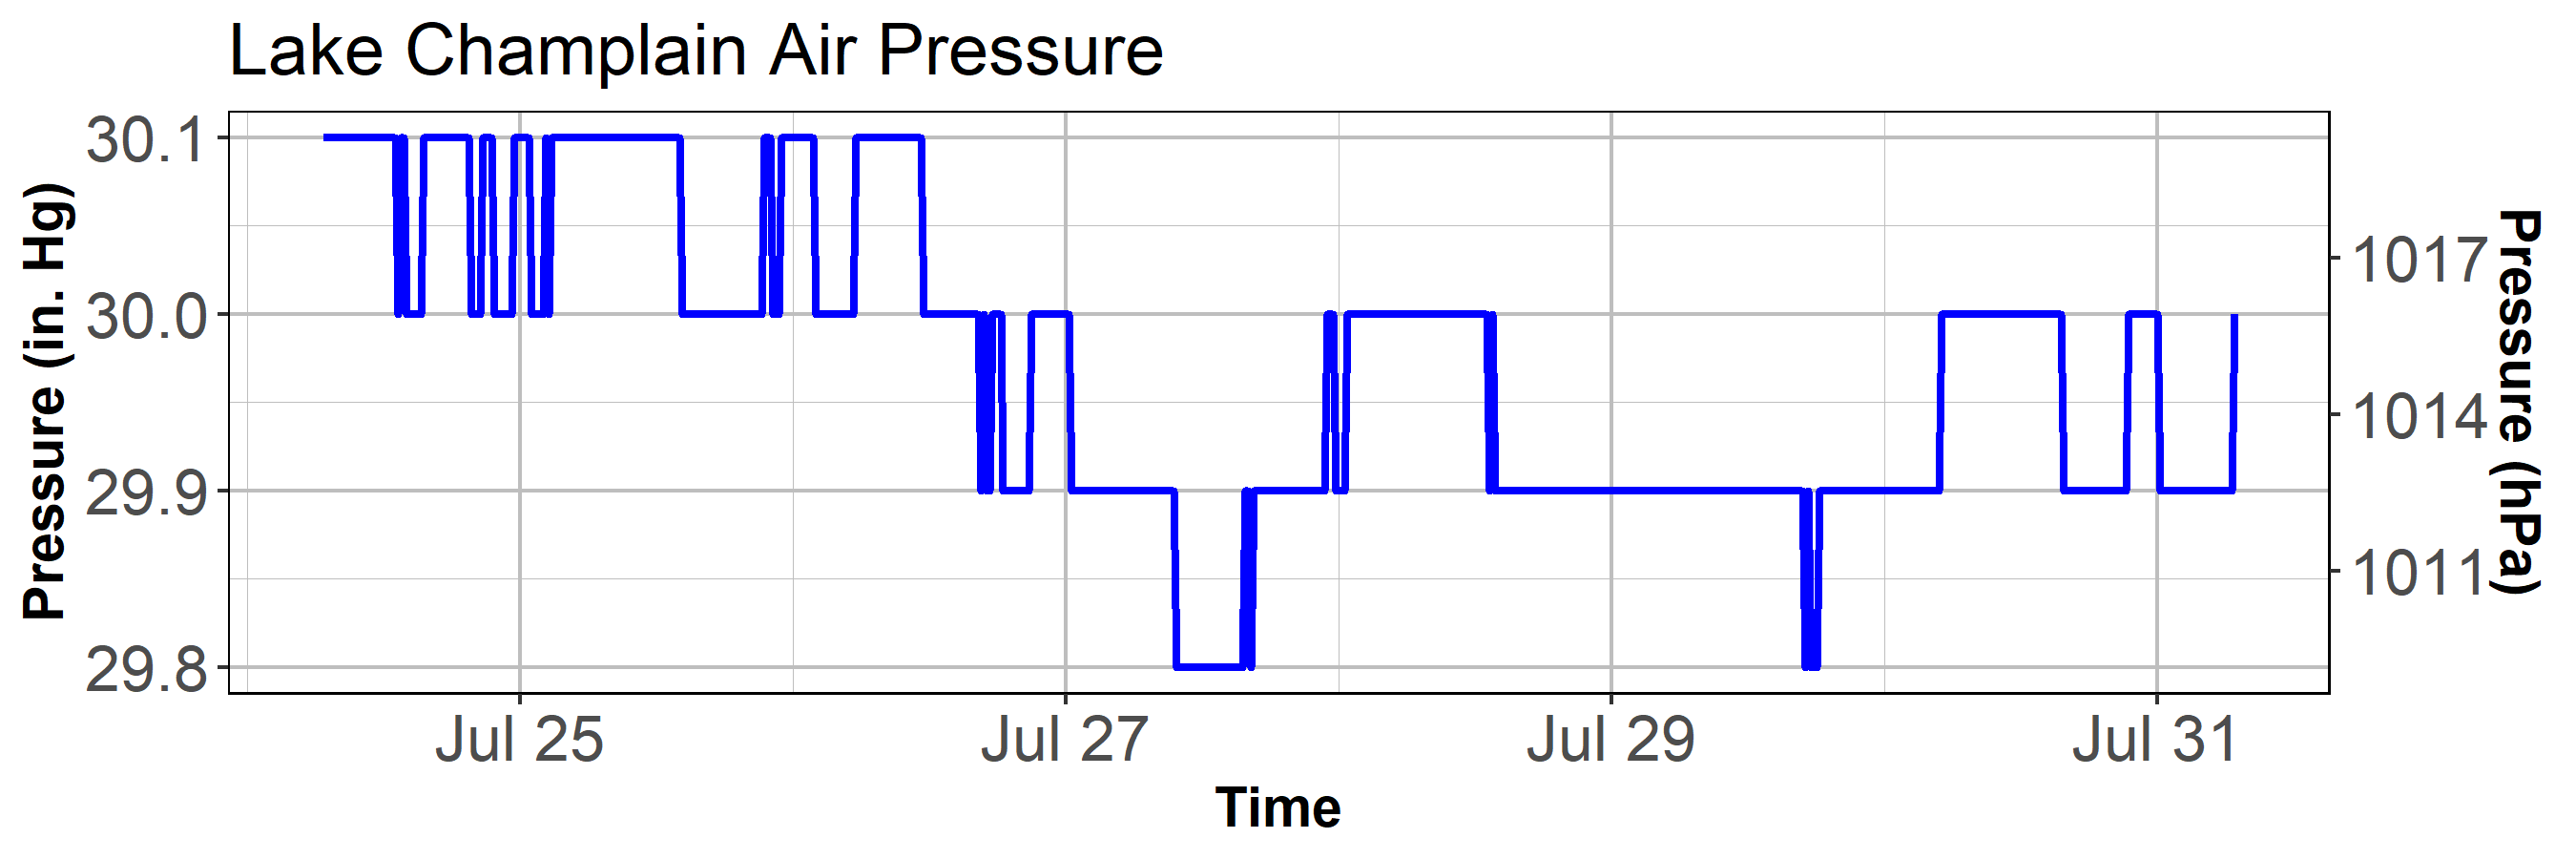 Lake Champlain Air Pressure
Pressure (in. Hg)
30.1
30.0
29.9
29.8
1017
1014
1011
Pressure (hPa)
Jul 25
Jul 27
Jul 29
Jul 31
Time